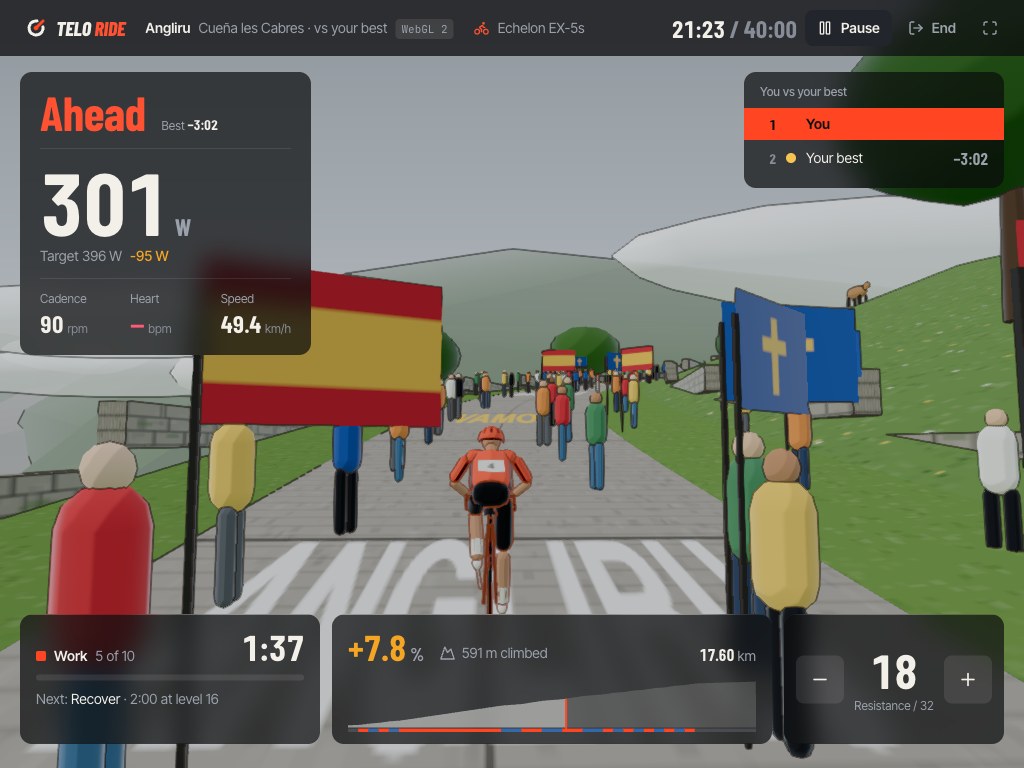 TELO RIDE Angliru Cueña les Cabres · vs your best WebGL 2 Echelon EX-5s 21:23 / 40:00 Pause End
Ahead Best −3:02
301 W
Target 396 W -95 W
Cadence Heart Speed
90 rpm — bpm 49.4 km/h
You vs your best
1 You
2 Your best −3:02
VAMO
4
ANGLIRU
Work 5 of 10 1:37
Next: Recover · 2:00 at level 16
+7.8 % 591 m climbed 17.60 km
− 18 +
Resistance / 32